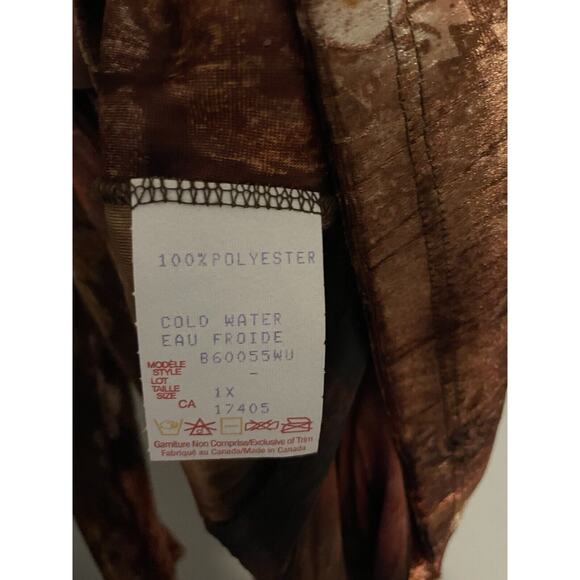 100% POLYESTER
COLD WATER
EAU FROIDE
MODÈLE
STYLE B60055WU
LOT -
TAILLE
SIZE 1X
CA 17405
Garniture Non Comprise/Exclusive of Trim
Fabriqué au Canada/Made in Canada